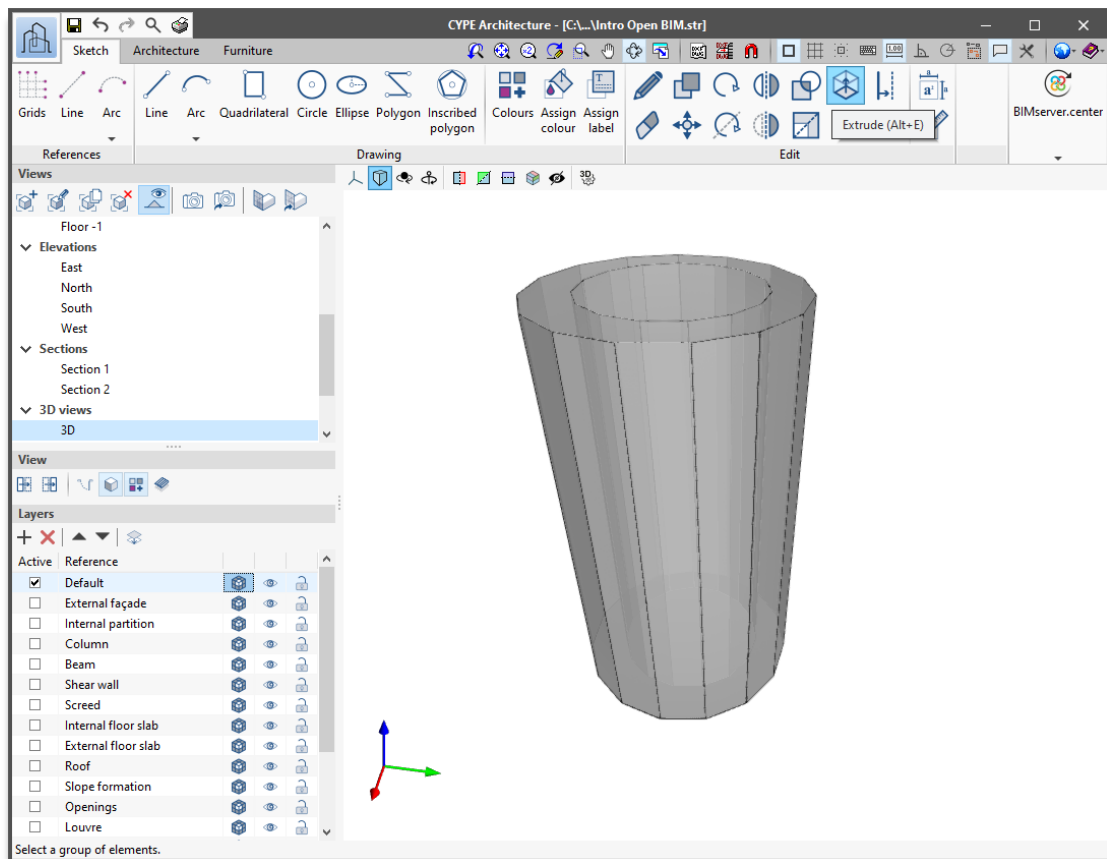 CYPE Architecture - [C:\...\Intro Open BIM.str]
Sketch Architecture Furniture
Grids Line Arc Line Arc Quadrilateral Circle Ellipse Polygon Inscribed polygon Colours Assign colour Assign label
BIMserver.center
Extrude (Alt+E)
References Drawing Edit
Views
3D
Floor -1
Elevations
East
North
South
West
Sections
Section 1
Section 2
3D views
3D
View
Layers
Active Reference
Default
External façade
Internal partition
Column
Beam
Shear wall
Screed
Internal floor slab
External floor slab
Roof
Slope formation
Openings
Louvre
Select a group of elements.